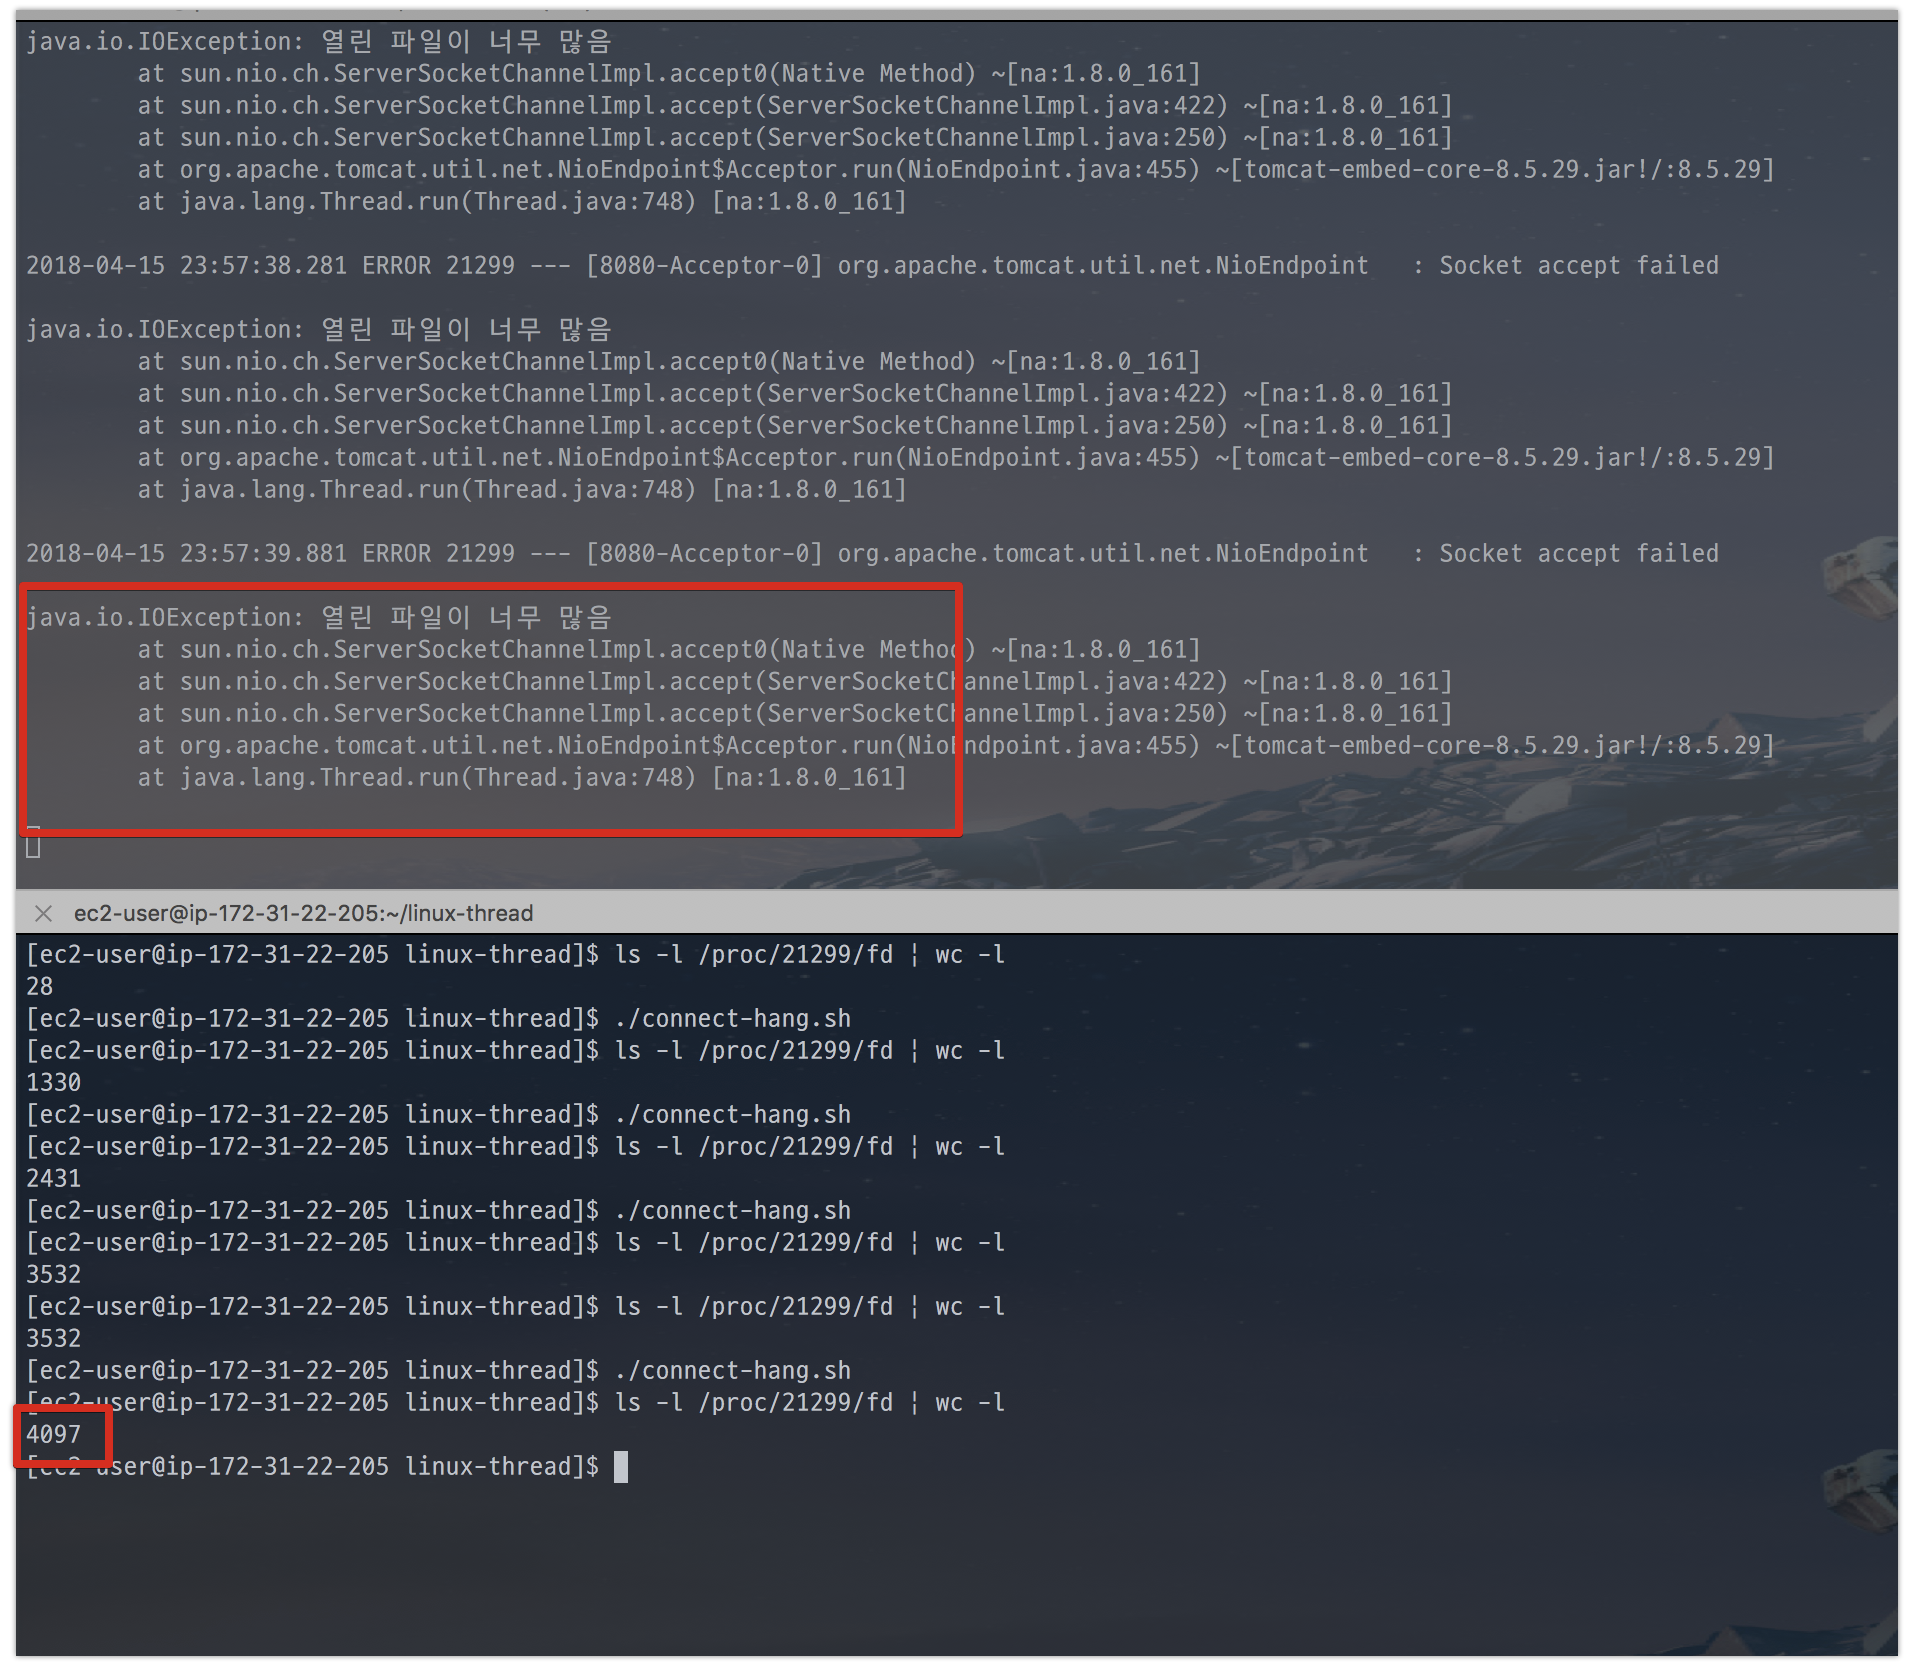 java.io.IOException: 열린 파일이 너무 많음
at sun.nio.ch.ServerSocketChannelImpl.accept0(Native Method) ~[na:1.8.0_161]
at sun.nio.ch.ServerSocketChannelImpl.accept(ServerSocketChannelImpl.java:422) ~[na:1.8.0_161]
at sun.nio.ch.ServerSocketChannelImpl.accept(ServerSocketChannelImpl.java:250) ~[na:1.8.0_161]
at org.apache.tomcat.util.net.NioEndpoint$Acceptor.run(NioEndpoint.java:455) ~[tomcat-embed-core-8.5.29.jar!/:8.5.29]
at java.lang.Thread.run(Thread.java:748) [na:1.8.0_161]
2018-04-15 23:57:38.281 ERROR 21299 --- [8080-Acceptor-0] org.apache.tomcat.util.net.NioEndpoint   : Socket accept failed
java.io.IOException: 열린 파일이 너무 많음
at sun.nio.ch.ServerSocketChannelImpl.accept0(Native Method) ~[na:1.8.0_161]
at sun.nio.ch.ServerSocketChannelImpl.accept(ServerSocketChannelImpl.java:422) ~[na:1.8.0_161]
at sun.nio.ch.ServerSocketChannelImpl.accept(ServerSocketChannelImpl.java:250) ~[na:1.8.0_161]
at org.apache.tomcat.util.net.NioEndpoint$Acceptor.run(NioEndpoint.java:455) ~[tomcat-embed-core-8.5.29.jar!/:8.5.29]
at java.lang.Thread.run(Thread.java:748) [na:1.8.0_161]
2018-04-15 23:57:39.881 ERROR 21299 --- [8080-Acceptor-0] org.apache.tomcat.util.net.NioEndpoint   : Socket accept failed
java.io.IOException: 열린 파일이 너무 많음
at sun.nio.ch.ServerSocketChannelImpl.accept0(Native Method) ~[na:1.8.0_161]
at sun.nio.ch.ServerSocketChannelImpl.accept(ServerSocketChannelImpl.java:422) ~[na:1.8.0_161]
at sun.nio.ch.ServerSocketChannelImpl.accept(ServerSocketChannelImpl.java:250) ~[na:1.8.0_161]
at org.apache.tomcat.util.net.NioEndpoint$Acceptor.run(NioEndpoint.java:455) ~[tomcat-embed-core-8.5.29.jar!/:8.5.29]
at java.lang.Thread.run(Thread.java:748) [na:1.8.0_161]
ec2-user@ip-172-31-22-205:~/linux-thread
[ec2-user@ip-172-31-22-205 linux-thread]$ ls -l /proc/21299/fd | wc -l
28
[ec2-user@ip-172-31-22-205 linux-thread]$ ./connect-hang.sh
[ec2-user@ip-172-31-22-205 linux-thread]$ ls -l /proc/21299/fd | wc -l
1330
[ec2-user@ip-172-31-22-205 linux-thread]$ ./connect-hang.sh
[ec2-user@ip-172-31-22-205 linux-thread]$ ls -l /proc/21299/fd | wc -l
2431
[ec2-user@ip-172-31-22-205 linux-thread]$ ./connect-hang.sh
[ec2-user@ip-172-31-22-205 linux-thread]$ ls -l /proc/21299/fd | wc -l
3532
[ec2-user@ip-172-31-22-205 linux-thread]$ ls -l /proc/21299/fd | wc -l
3532
[ec2-user@ip-172-31-22-205 linux-thread]$ ./connect-hang.sh
[ec2-user@ip-172-31-22-205 linux-thread]$ ls -l /proc/21299/fd | wc -l
4097
[ec2-user@ip-172-31-22-205 linux-thread]$